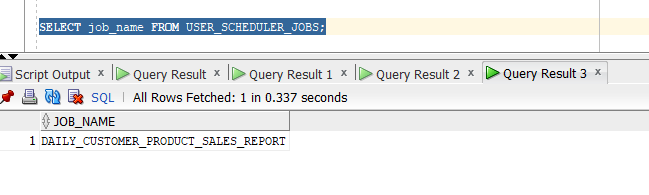 SELECT job_name FROM USER_SCHEDULER_JOBS;
Script Output x Query Result x Query Result 1 x Query Result 2 x Query Result 3 x
SQL | All Rows Fetched: 1 in 0.337 seconds
JOB_NAME
1 DAILY_CUSTOMER_PRODUCT_SALES_REPORT